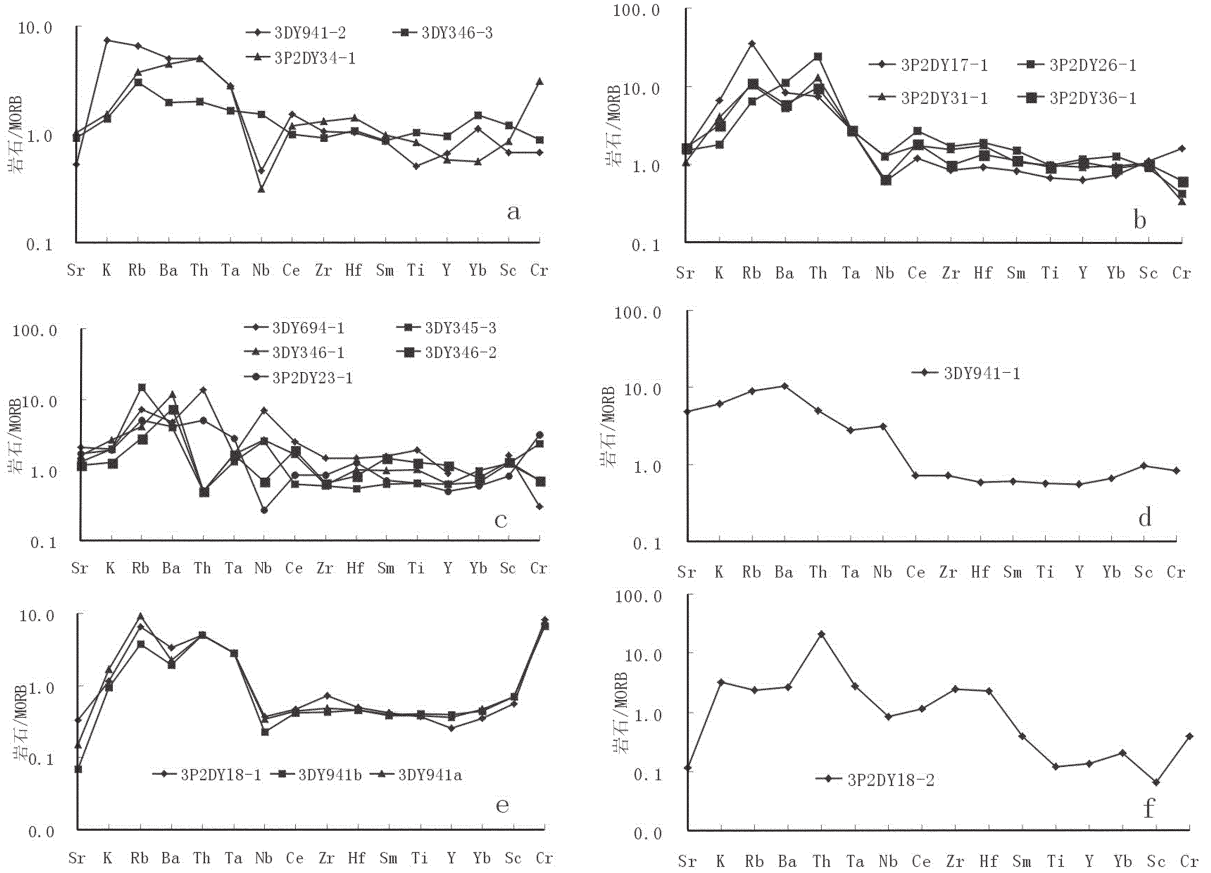 10.0
1.0
0.1
岩石/MORB
3DY941-2 3DY346-3
3P2DY34-1
a
Sr K Rb Ba Th Ta Nb Ce Zr Hf Sm Ti Y Yb Sc Cr
100.0
10.0
1.0
0.1
岩石/MORB
3P2DY17-1 3P2DY26-1
3P2DY31-1 3P2DY36-1
b
Sr K Rb Ba Th Ta Nb Ce Zr Hf Sm Ti Y Yb Sc Cr
100.0
10.0
1.0
0.1
岩石/MORB
3DY694-1 3DY345-3
3DY346-1 3DY346-2
3P2DY23-1
c
Sr K Rb Ba Th Ta Nb Ce Zr Hf Sm Ti Y Yb Sc Cr
100.0
10.0
1.0
0.1
岩石/MORB
3DY941-1
d
Sr K Rb Ba Th Ta Nb Ce Zr Hf Sm Ti Y Yb Sc Cr
10.0
1.0
0.1
0.0
岩石/MORB
3P2DY18-1 3DY941b 3DY941a
e
Sr K Rb Ba Th Ta Nb Ce Zr Hf Sm Ti Y Yb Sc Cr
100.0
10.0
1.0
0.1
0.0
岩石/MORB
3P2DY18-2
f
Sr K Rb Ba Th Ta Nb Ce Zr Hf Sm Ti Y Yb Sc Cr